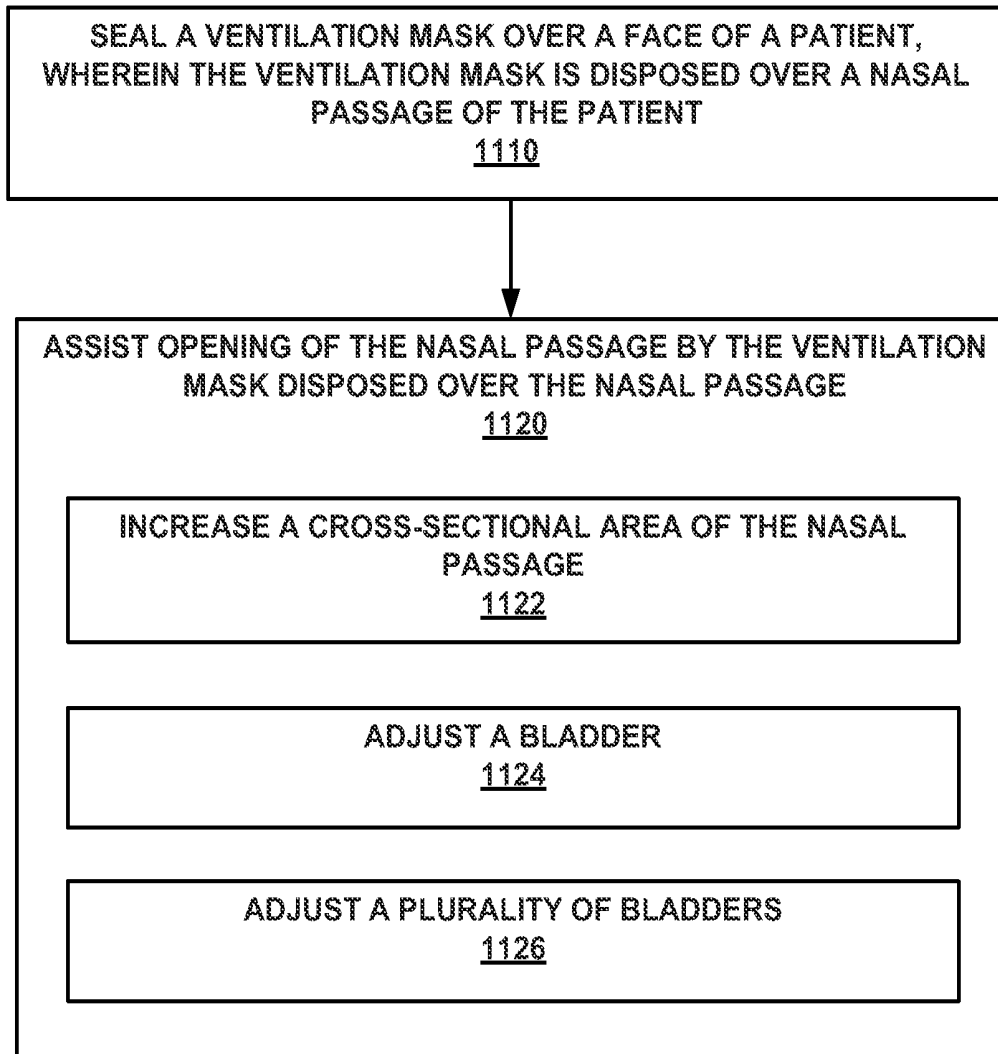 SEAL A VENTILATION MASK OVER A FACE OF A PATIENT,
WHEREIN THE VENTILATION MASK IS DISPOSED OVER A NASAL
PASSAGE OF THE PATIENT
1110
ASSIST OPENING OF THE NASAL PASSAGE BY THE VENTILATION
MASK DISPOSED OVER THE NASAL PASSAGE
1120
INCREASE A CROSS-SECTIONAL AREA OF THE NASAL
PASSAGE
1122
ADJUST A BLADDER
1124
ADJUST A PLURALITY OF BLADDERS
1126